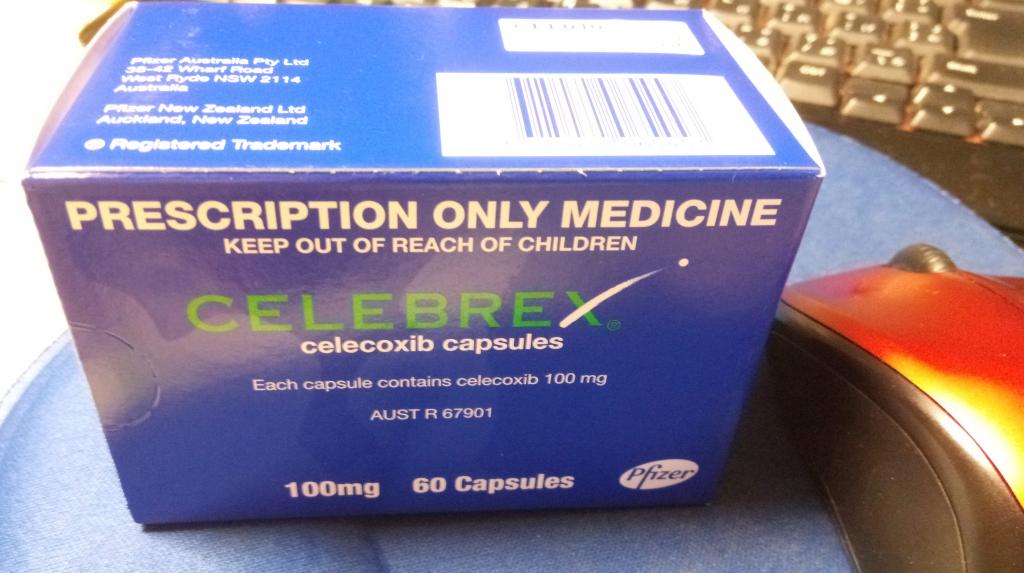 Pfizer Australia Pty Ltd
38-42 Wharf Road
West Ryde NSW 2114
Australia
Pfizer New Zealand Ltd
Auckland, New Zealand
® Registered Trademark
PRESCRIPTION ONLY MEDICINE
KEEP OUT OF REACH OF CHILDREN
CELEBREX®
celecoxib capsules
Each capsule contains celecoxib 100 mg
AUST R 67901
100mg 60 Capsules
Pfizer